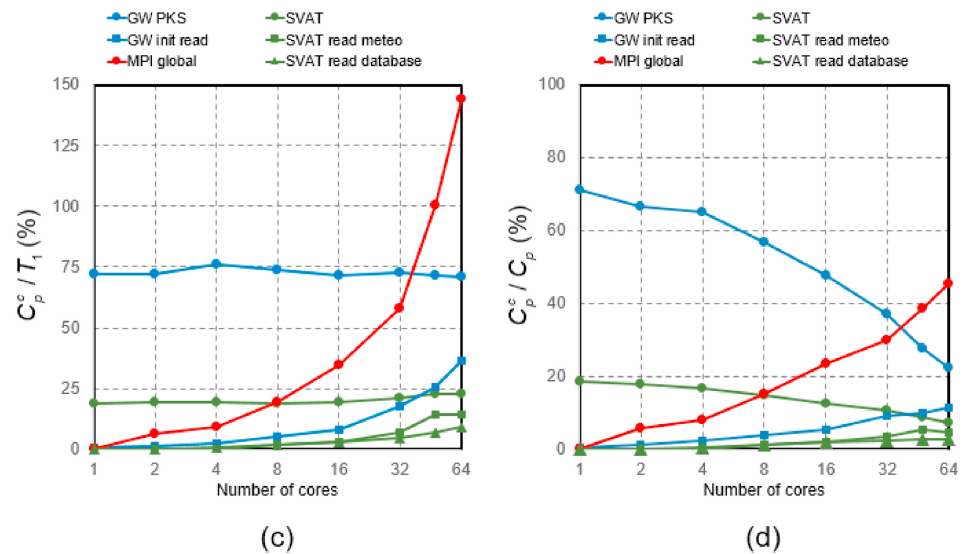 GW PKS
SVAT
GW init read
SVAT read meteo
MPI global
SVAT read database
150
125
100
75
50
25
0
C_p^c / T_1 (%)
1 2 4 8 16 32 64
Number of cores
(c)
GW PKS
SVAT
GW init read
SVAT read meteo
MPI global
SVAT read database
100
80
60
40
20
0
C_p^c / C_p (%)
1 2 4 8 16 32 64
Number of cores
(d)